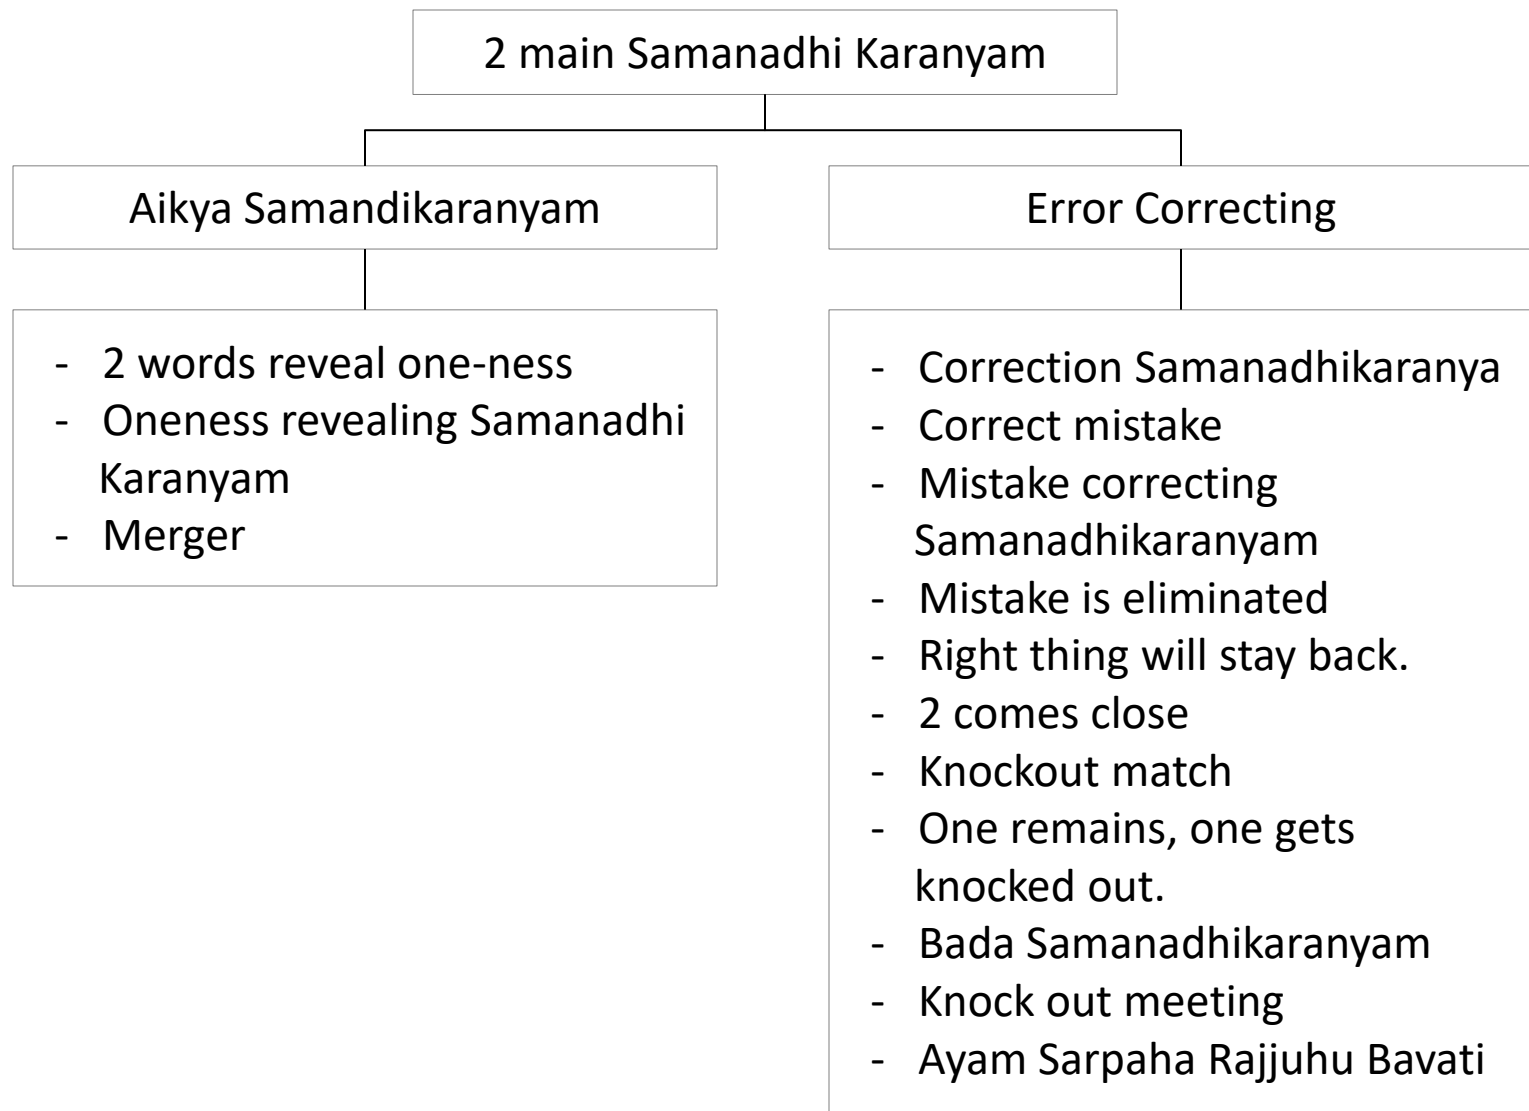 2 main Samanadhi Karanyam
Aikya Samandikaranyam
- 2 words reveal one-ness
- Oneness revealing Samanadhi
Karanyam
- Merger
Error Correcting
- Correction Samanadhikaranya
- Correct mistake
- Mistake correcting
Samanadhikaranyam
- Mistake is eliminated
- Right thing will stay back.
- 2 comes close
- Knockout match
- One remains, one gets
knocked out.
- Bada Samanadhikaranyam
- Knock out meeting
- Ayam Sarpaha Rajjuhu Bavati